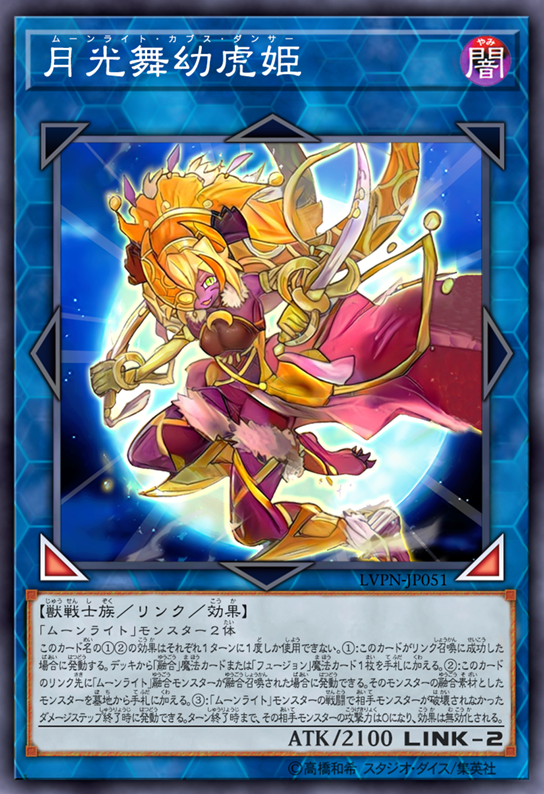 ムーンライト・カプス・ダンサー
月光舞幼虎姫
やみ
闇
LVPN-JP051
【獣戦士族／リンク／効果】
「ムーンライト」モンスター２体
このカード名の①②の効果はそれぞれ１ターンに１度しか使用できない。①：このカードがリンク召喚に成功した
場合に発動する。デッキから「融合」魔法カードまたは「フュージョン」魔法カード１枚を手札に加える。②：このカード
のリンク先に「ムーンライト」融合モンスターが融合召喚された場合に発動できる。そのモンスターの融合素材とした
モンスターを墓地から手札に加える。③：「ムーンライト」モンスターの戦闘で相手モンスターが破壊されなかった
ダメージステップ終了時に発動できる。ターン終了時まで、その相手モンスターの攻撃力は０になり、効果は無効化される。
ATK/2100 LINK-2
©高橋和希 スタジオ・ダイス/集英社